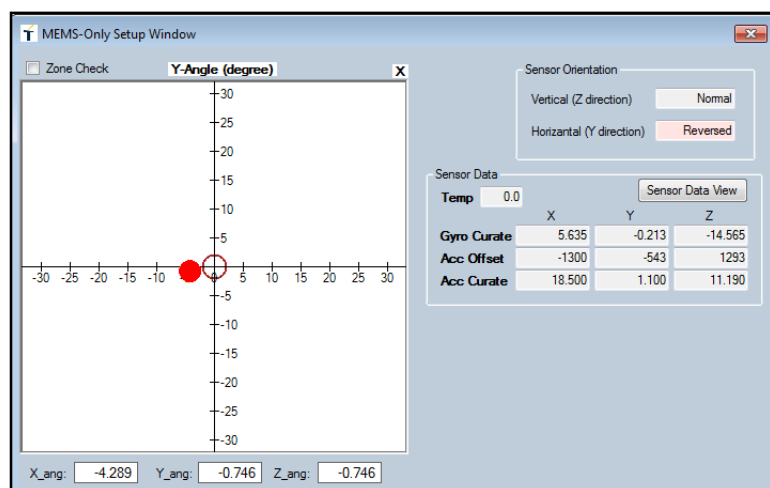 MEMS-Only Setup Window
Zone Check Y-Angle (degree) X
30
25
20
15
10
5
-30 -25 -20 -15 -10 -5 0 5 10 15 20 25 30
-5
-10
-15
-20
-25
-30
X_ang: -4.289 Y_ang: -0.746 Z_ang: -0.746
Sensor Orientation
Vertical (Z direction) Normal
Horizantal (Y direction) Reversed
Sensor Data
Temp 0.0 Sensor Data View
X Y Z
Gyro Curate 5.635 -0.213 -14.565
Acc Offset -1300 -543 1293
Acc Curate 18.500 1.100 11.190